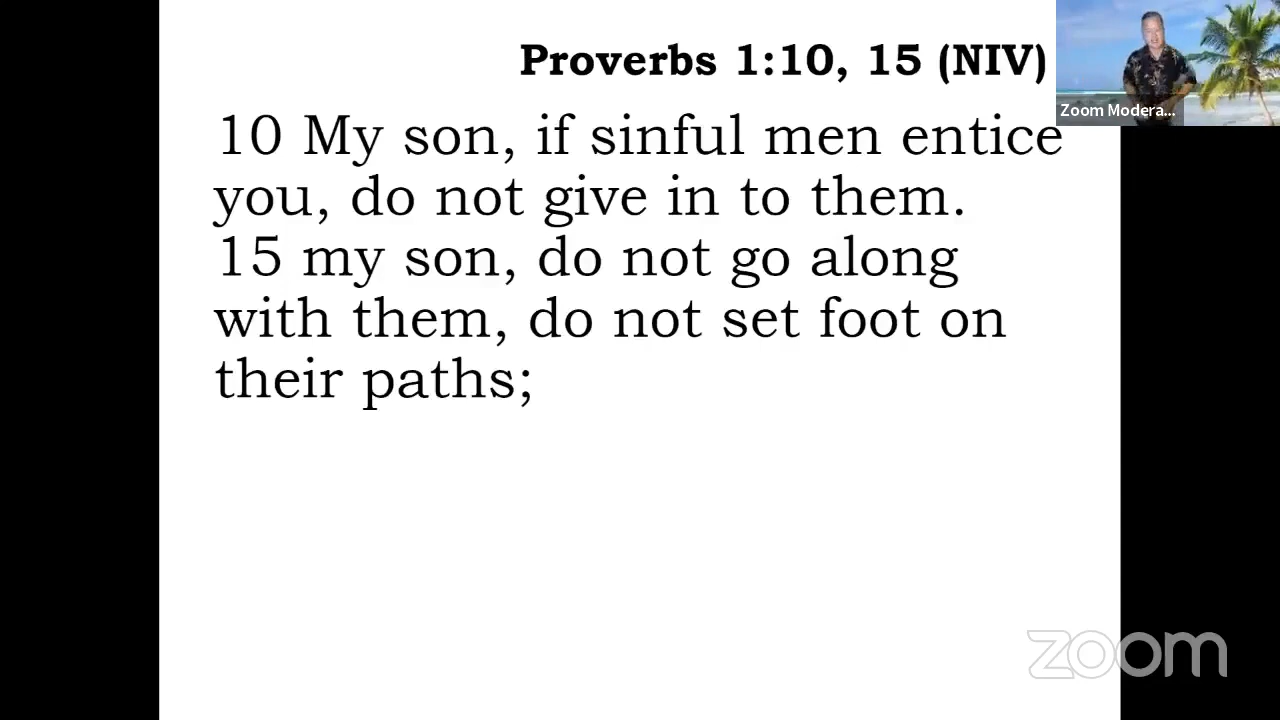 Proverbs 1:10, 15 (NIV)
Zoom Modera...
10 My son, if sinful men entice
you, do not give in to them.
15 my son, do not go along
with them, do not set foot on
their paths;
zoom